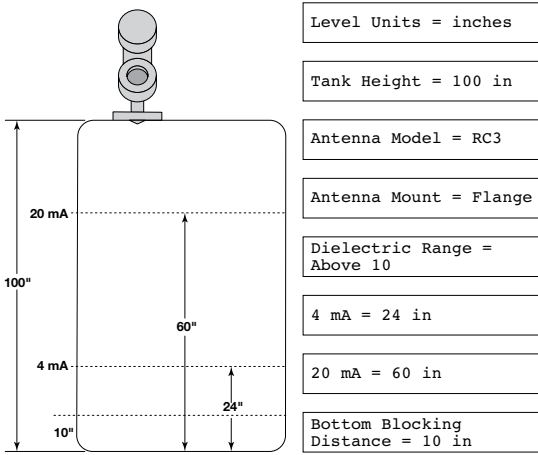 Level Units = inches
Tank Height = 100 in
Antenna Model = RC3
Antenna Mount = Flange
Dielectric Range =
Above 10
4 mA = 24 in
20 mA = 60 in
Bottom Blocking
Distance = 10 in
20 mA
100"
60"
4 mA
24"
10"